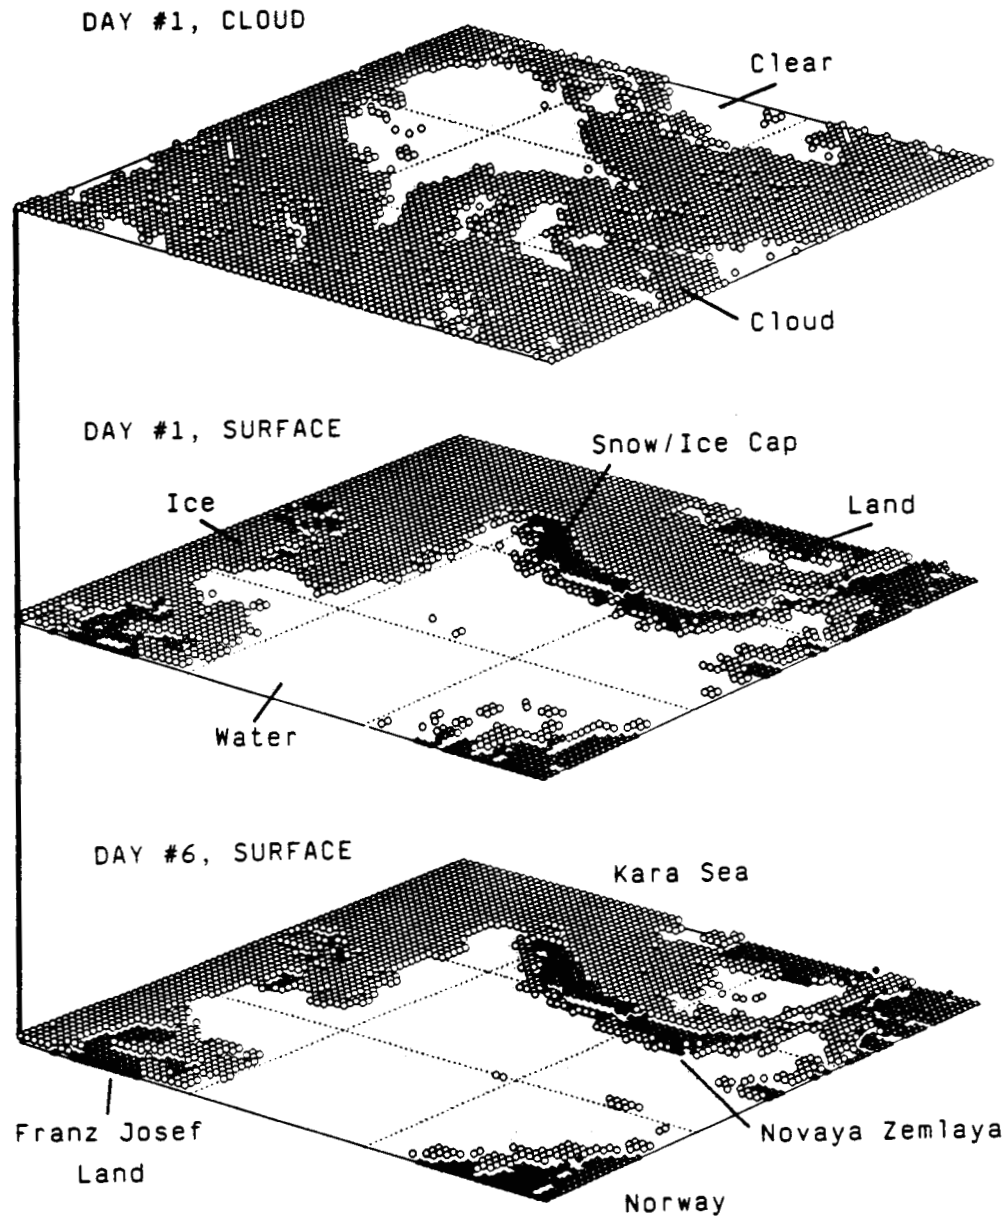 DAY #1, CLOUD
Clear
Cloud
DAY #1, SURFACE
Snow/Ice Cap
Ice
Land
Water
DAY #6, SURFACE
Kara Sea
Franz Josef
Land
Novaya Zemlaya
Norway